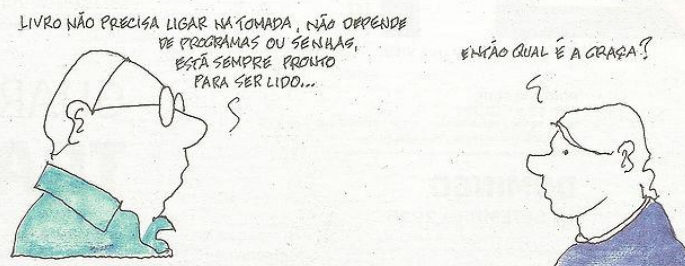 LIVRO NÃO PRECISA LIGAR NA TOMADA, NÃO DEPENDE
DE PROGRAMAS OU SENHAS,
ESTÁ SEMPRE PRONTO
PARA SER LIDO...
ENTÃO QUAL É A GRAÇA?